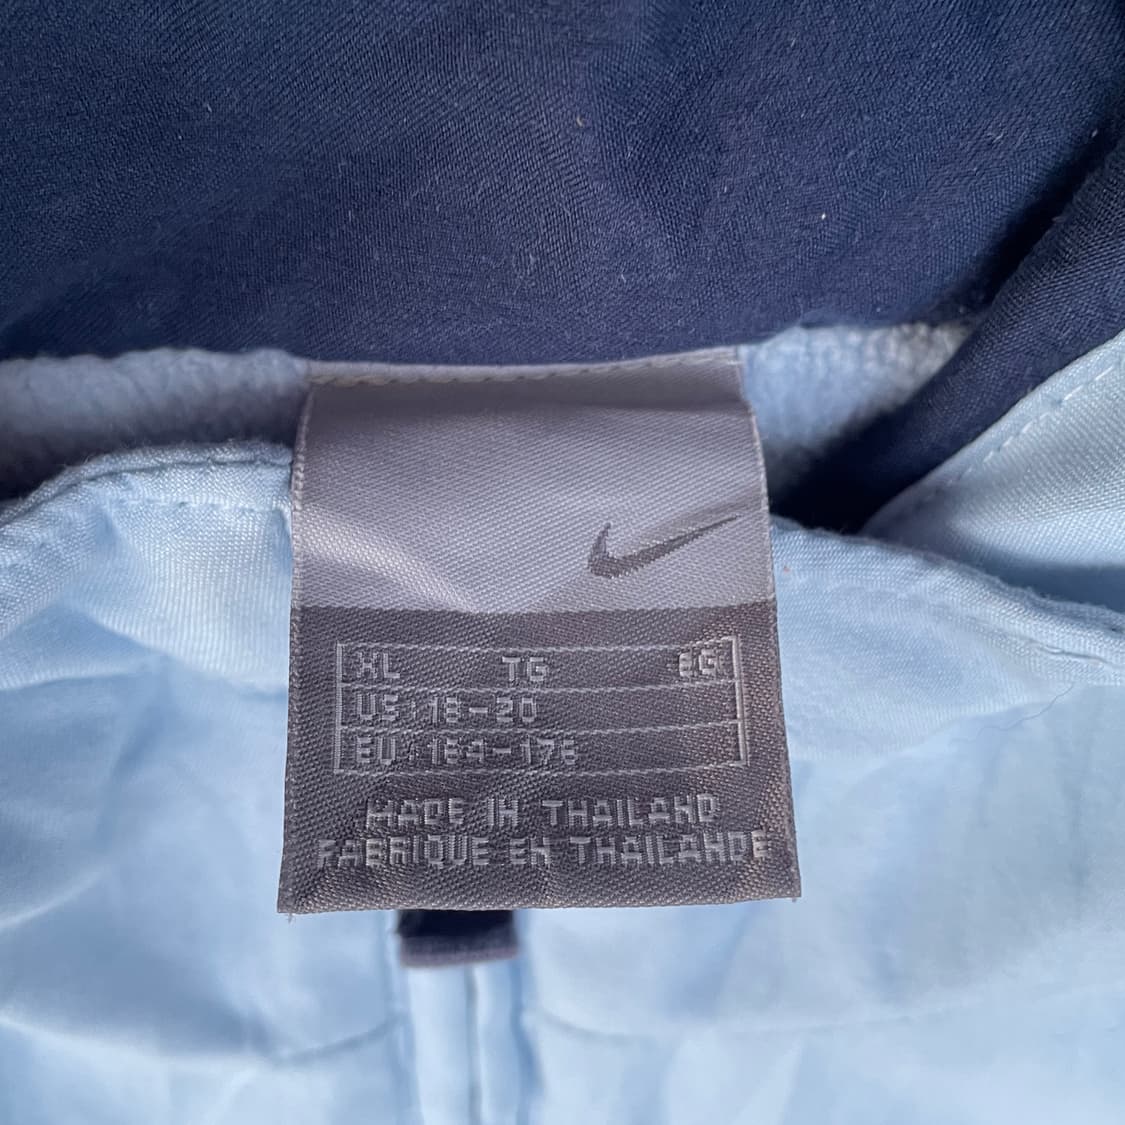 XL TG EG
US: 18-20
EU: 164-176
MADE IN THAILAND
FABRIQUE EN THAILANDE